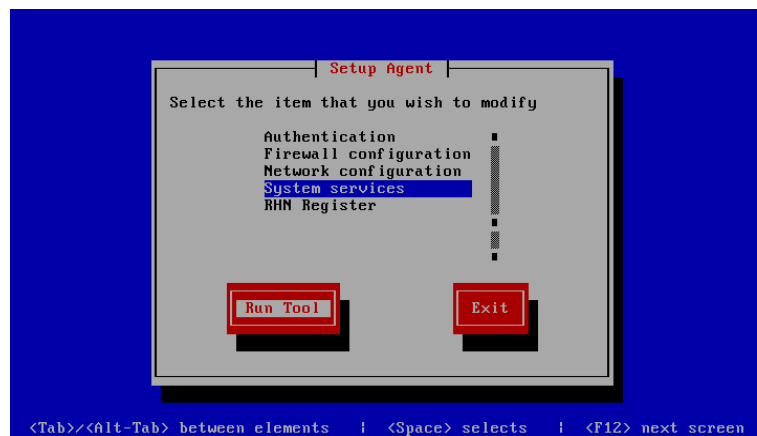 Setup Agent
Select the item that you wish to modify
Authentication
Firewall configuration
Network configuration
System services
RHN Register
Run Tool Exit
<Tab>/<Alt-Tab> between elements | <Space> selects | <F12> next screen